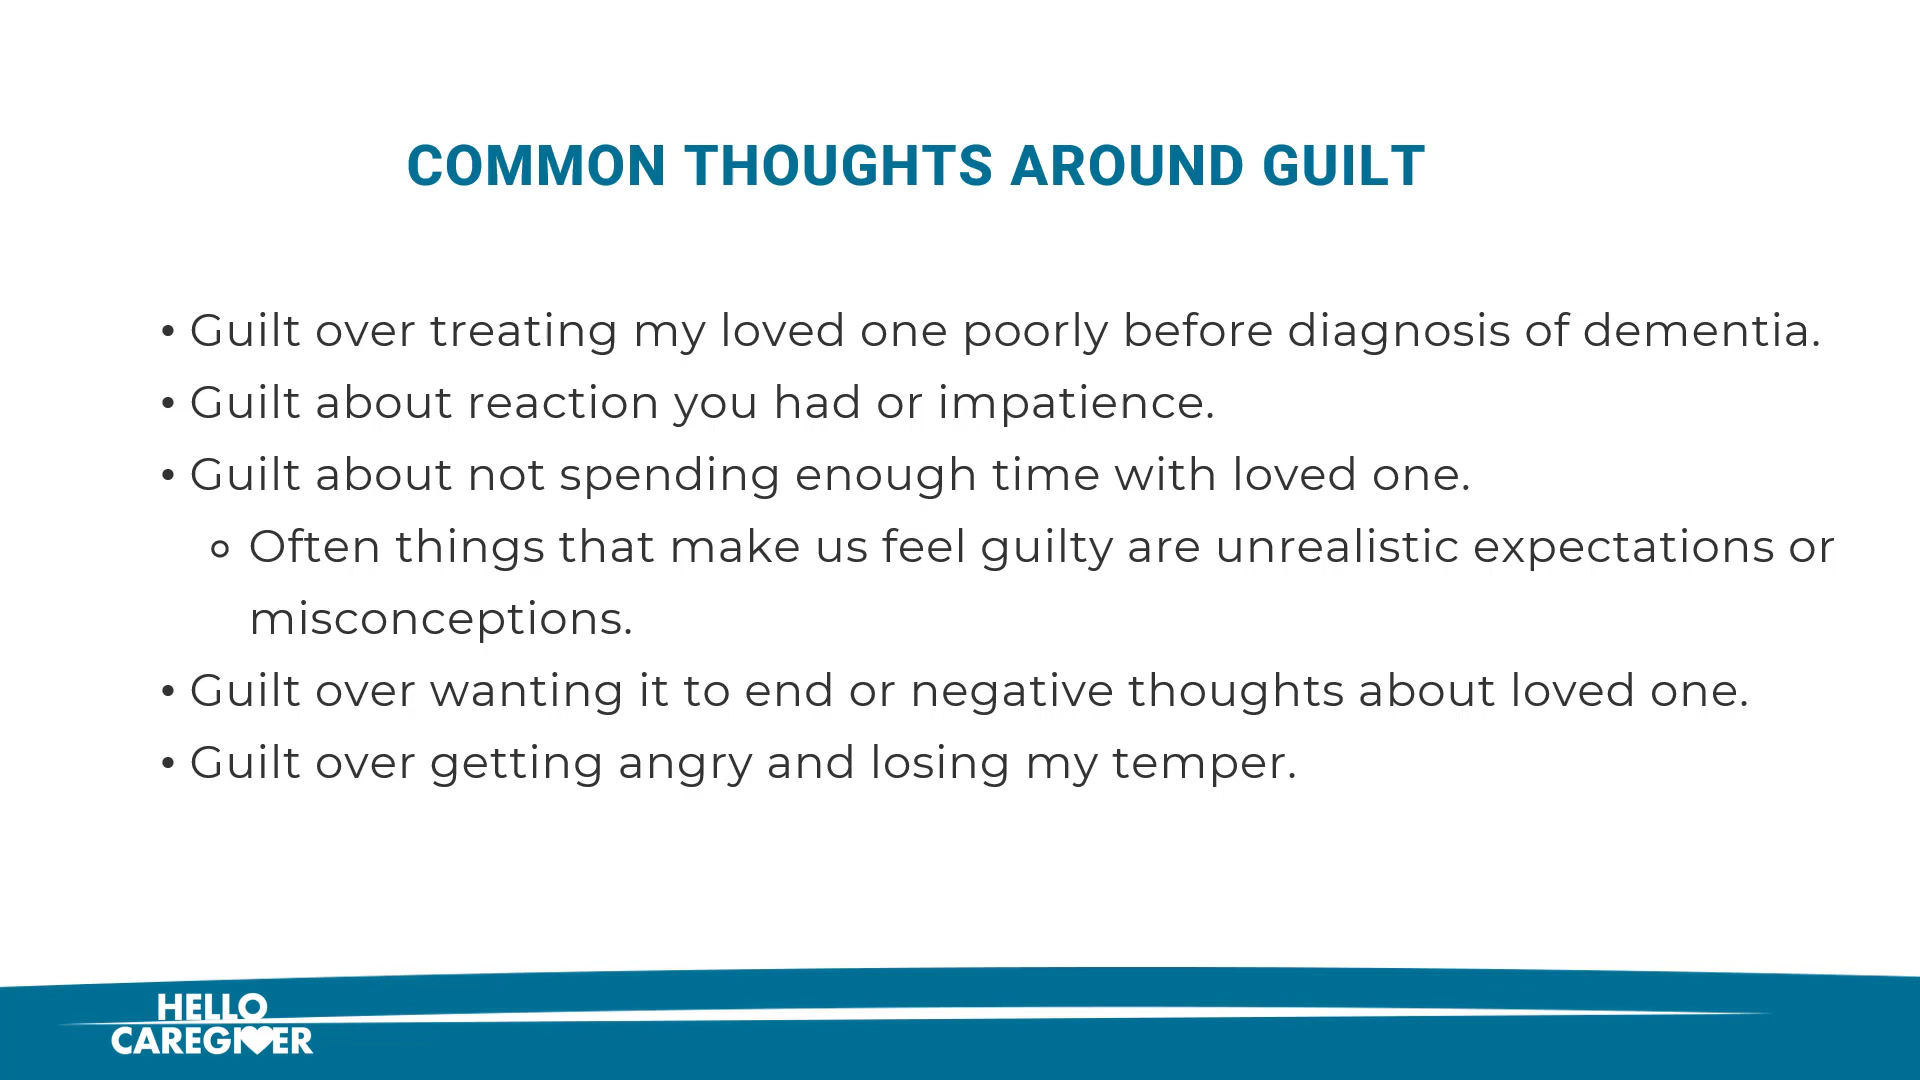 COMMON THOUGHTS AROUND GUILT
• Guilt over treating my loved one poorly before diagnosis of dementia.
• Guilt about reaction you had or impatience.
• Guilt about not spending enough time with loved one.
◦ Often things that make us feel guilty are unrealistic expectations or
misconceptions.
• Guilt over wanting it to end or negative thoughts about loved one.
• Guilt over getting angry and losing my temper.
HELLO
CAREGIVER